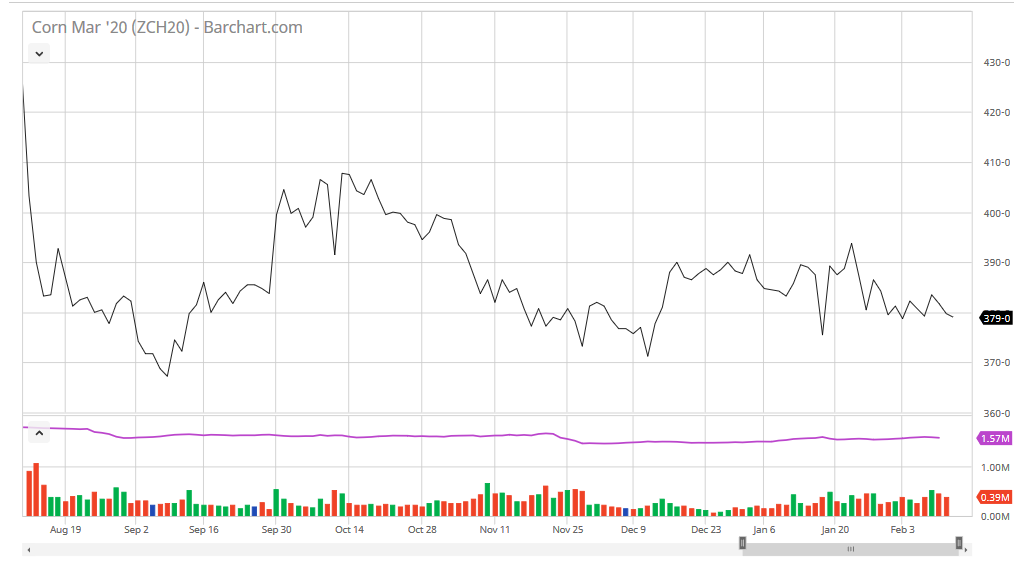 Corn Mar '20 (ZCH20) - Barchart.com
430-0
420-0
410-0
400-0
390-0
379-0
370-0
360-0
1.57M
1.00M
0.39M
0.00M
Aug 19 Sep 2 Sep 16 Sep 30 Oct 14 Oct 28 Nov 11 Nov 25 Dec 9 Dec 23 Jan 6 Jan 20 Feb 3